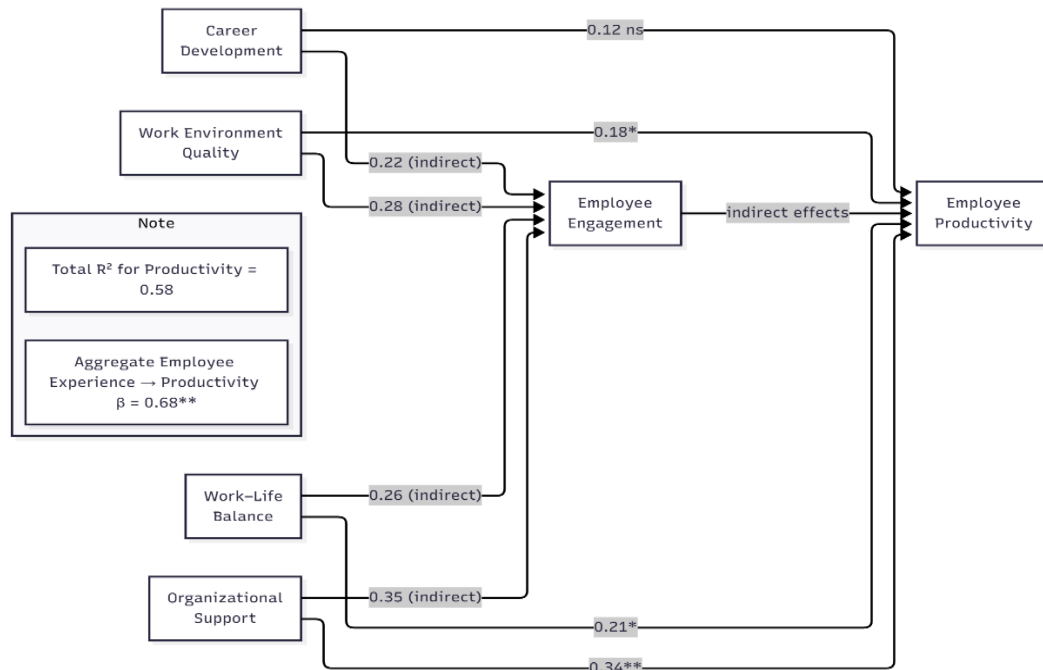 Career
Development
0.12 ns
Work Environment
Quality
0.18*
0.22 (indirect)
0.28 (indirect)
Employee
Engagement
indirect effects
Employee
Productivity
Note
Total R² for Productivity =
0.58
Aggregate Employee
Experience → Productivity
β = 0.68**
Work–Life
Balance
0.26 (indirect)
Organizational
Support
0.35 (indirect)
0.21*
0.34**